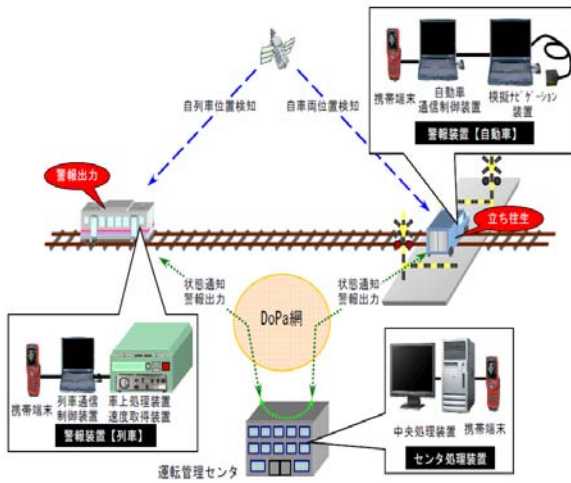 携帯端末
自動車
通信制御装置
模擬ナビゲーション
装置
警報装置【自動車】
自列車位置検知
自車両位置検知
警報出力
立ち往生
状態通知
警報出力
状態通知
警報出力
DoPa網
携帯端末
列車通信
制御装置
車上処理装置
速度取得装置
警報装置【列車】
中央処理装置
携帯端末
センタ処理装置
運転管理センタ